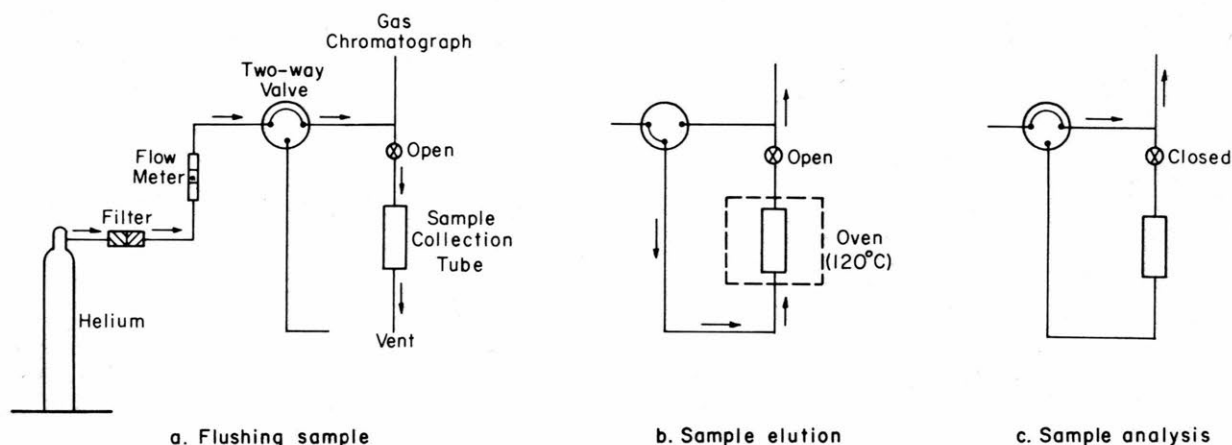 Gas
Chromatograph
Two-way
Valve
Open
Flow
Meter
Filter
Sample
Collection
Tube
Helium
Vent
a. Flushing sample
Open
Oven
(120°C)
b. Sample elution
Closed
c. Sample analysis